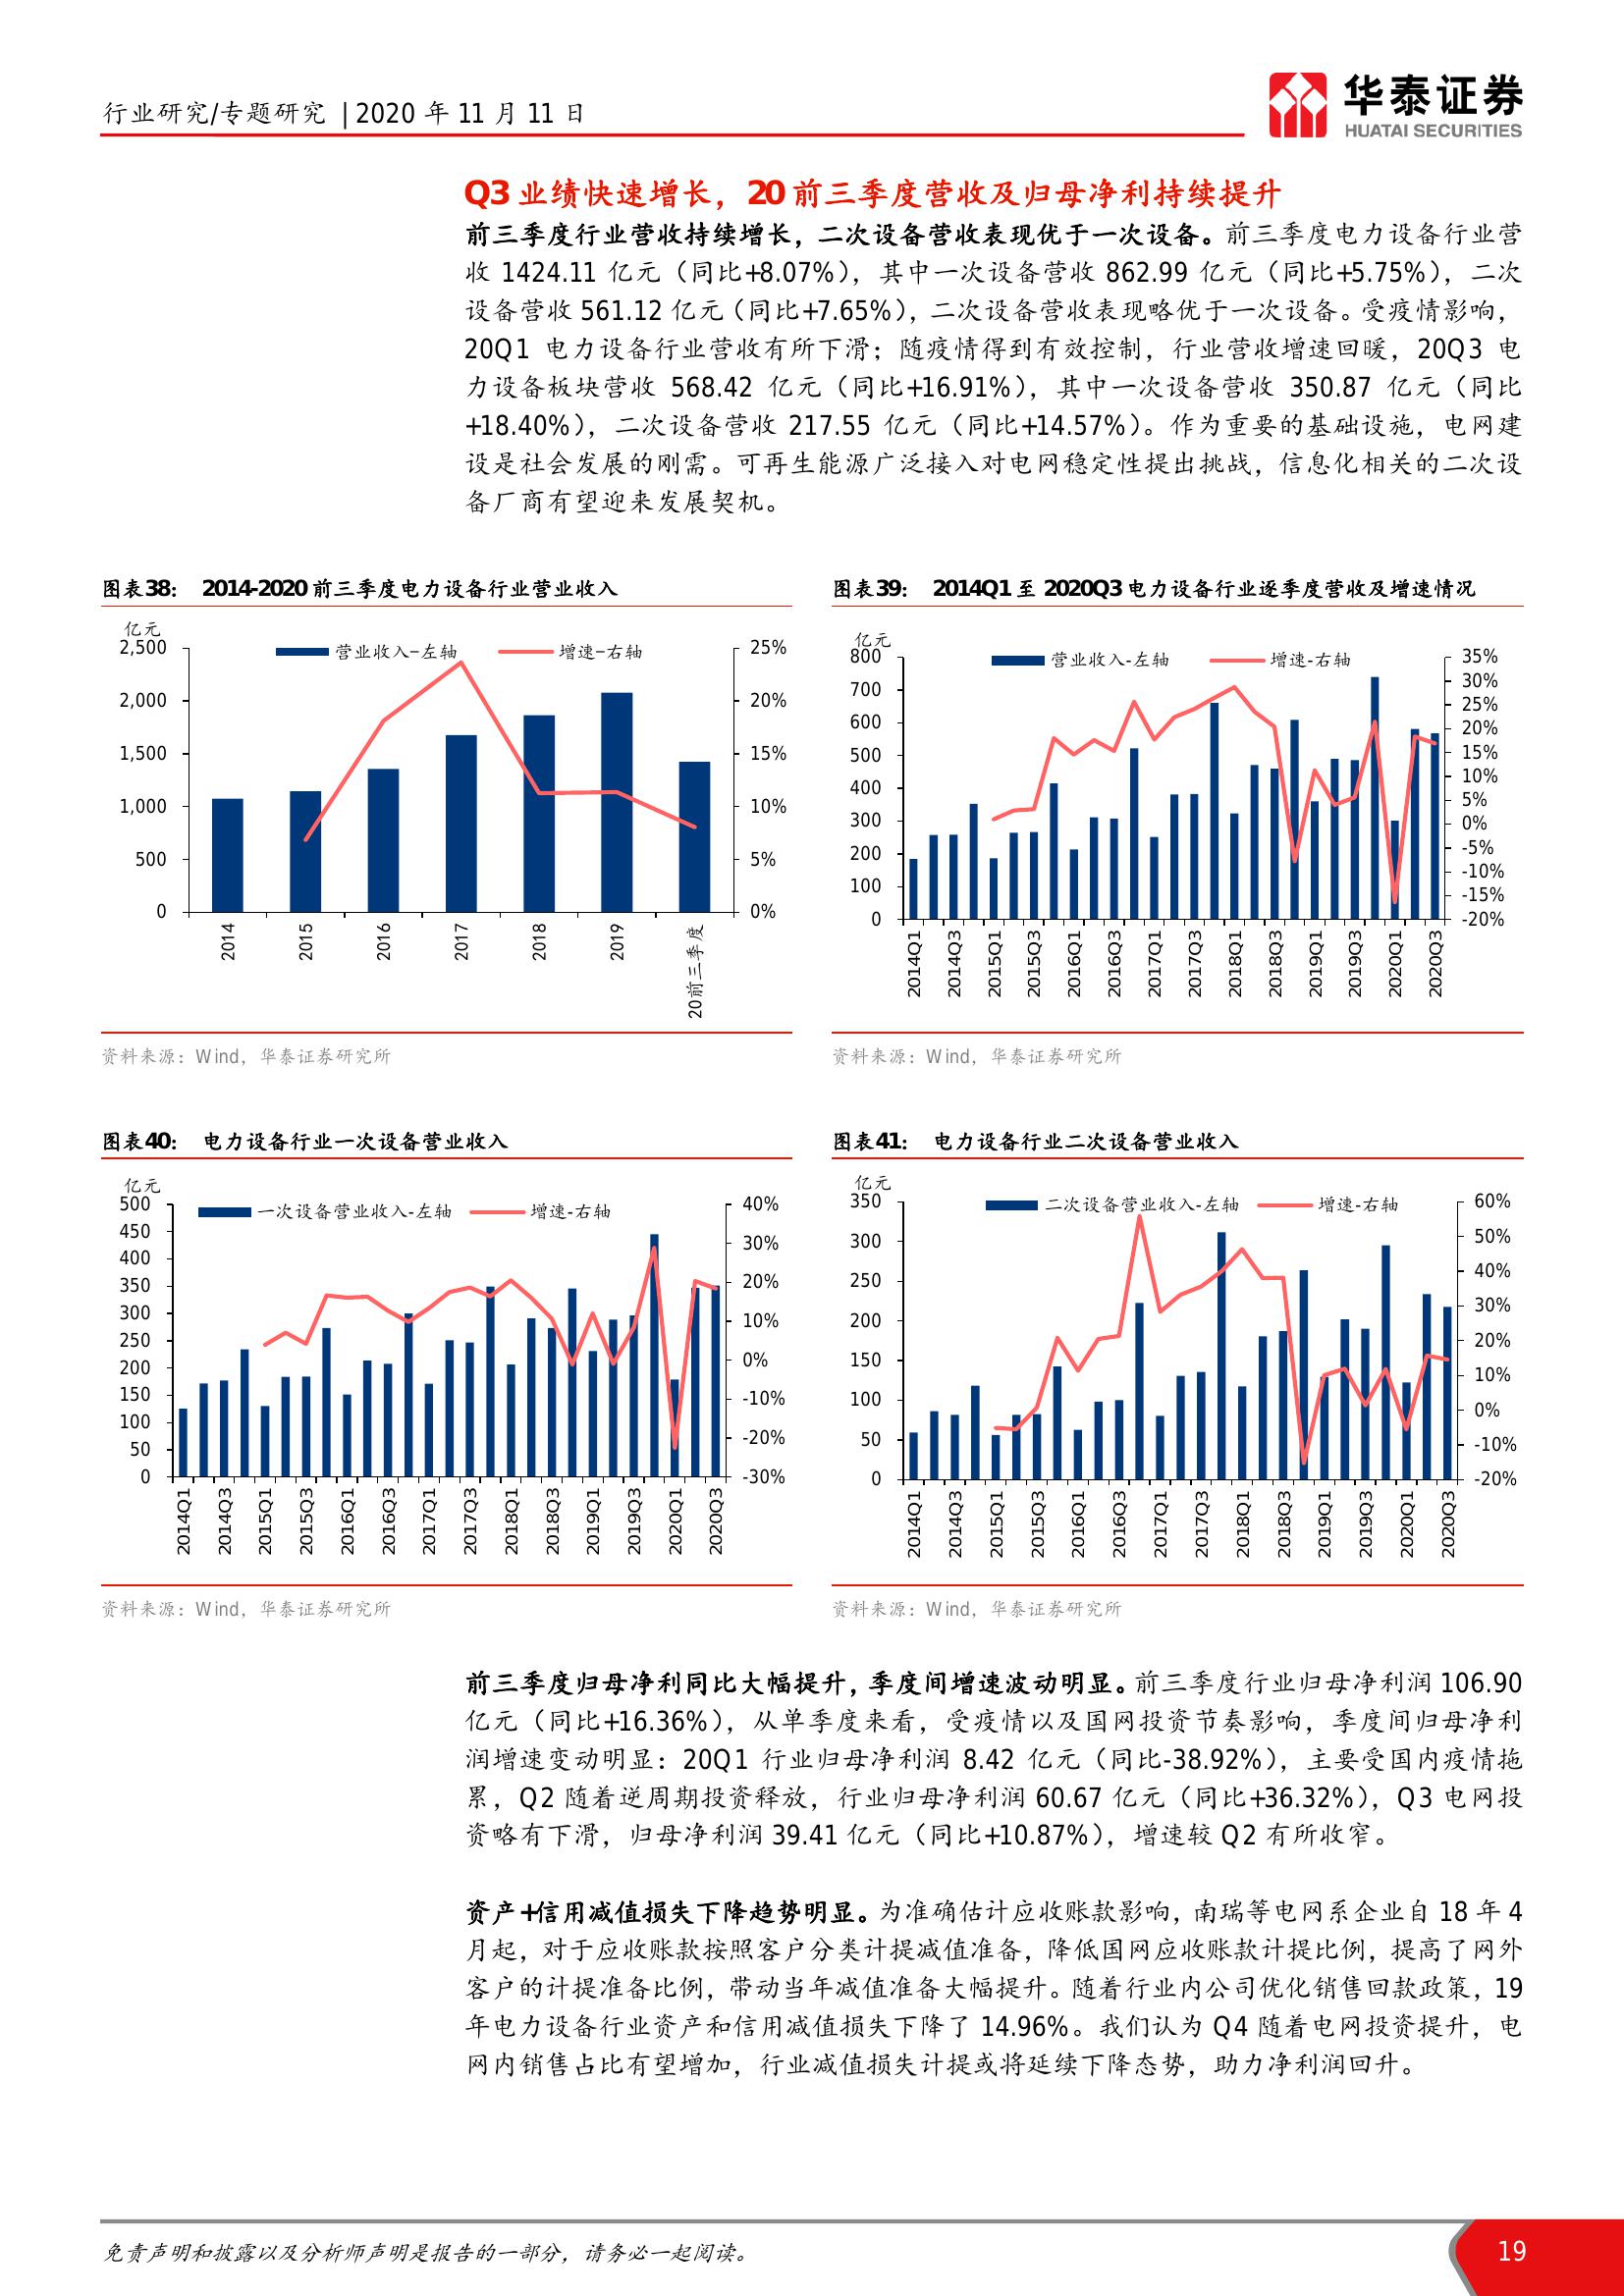 行业研究/专题研究 | 2020 年 11 月 11 日
华泰证券
HUATAI SECURITIES
Q3 业绩快速增长，20 前三季度营收及归母净利持续提升
前三季度行业营收持续增长，二次设备营收表现优于一次设备。前三季度电力设备行业营
收 1424.11 亿元（同比+8.07%），其中一次设备营收 862.99 亿元（同比+5.75%），二次
设备营收 561.12 亿元（同比+7.65%），二次设备营收表现略优于一次设备。受疫情影响，
20Q1 电力设备行业营收有所下滑；随疫情得到有效控制，行业营收增速回暖，20Q3 电
力设备板块营收 568.42 亿元（同比+16.91%），其中一次设备营收 350.87 亿元（同比
+18.40%），二次设备营收 217.55 亿元（同比+14.57%）。作为重要的基础设施，电网建
设是社会发展的刚需。可再生能源广泛接入对电网稳定性提出挑战，信息化相关的二次设
备厂商有望迎来发展契机。
图表38： 2014-2020 前三季度电力设备行业营业收入
亿元
营业收入-左轴 增速-右轴
2,500
2,000
1,500
1,000
500
0
25%
20%
15%
10%
5%
0%
2014
2015
2016
2017
2018
2019
20前三季度
资料来源：Wind，华泰证券研究所
图表39： 2014Q1 至 2020Q3 电力设备行业逐季度营收及增速情况
亿元
营业收入-左轴 增速-右轴
800
700
600
500
400
300
200
100
0
35%
30%
25%
20%
15%
10%
5%
0%
-5%
-10%
-15%
-20%
2014Q1
2014Q3
2015Q1
2015Q3
2016Q1
2016Q3
2017Q1
2017Q3
2018Q1
2018Q3
2019Q1
2019Q3
2020Q1
2020Q3
资料来源：Wind，华泰证券研究所
图表40： 电力设备行业一次设备营业收入
亿元
一次设备营业收入-左轴 增速-右轴
500
450
400
350
300
250
200
150
100
50
0
40%
30%
20%
10%
0%
-10%
-20%
-30%
2014Q1
2014Q3
2015Q1
2015Q3
2016Q1
2016Q3
2017Q1
2017Q3
2018Q1
2018Q3
2019Q1
2019Q3
2020Q1
2020Q3
资料来源：Wind，华泰证券研究所
图表41： 电力设备行业二次设备营业收入
亿元
二次设备营业收入-左轴 增速-右轴
350
300
250
200
150
100
50
0
60%
50%
40%
30%
20%
10%
0%
-10%
-20%
2014Q1
2014Q3
2015Q1
2015Q3
2016Q1
2016Q3
2017Q1
2017Q3
2018Q1
2018Q3
2019Q1
2019Q3
2020Q1
2020Q3
资料来源：Wind，华泰证券研究所
前三季度归母净利同比大幅提升，季度间增速波动明显。前三季度行业归母净利润 106.90
亿元（同比+16.36%），从单季度来看，受疫情以及国网投资节奏影响，季度间归母净利
润增速变动明显：20Q1 行业归母净利润 8.42 亿元（同比-38.92%），主要受国内疫情拖
累，Q2 随着逆周期投资释放，行业归母净利润 60.67 亿元（同比+36.32%），Q3 电网投
资略有下滑，归母净利润 39.41 亿元（同比+10.87%），增速较 Q2 有所收窄。
资产+信用减值损失下降趋势明显。为准确估计应收账款影响，南瑞等电网系企业自 18 年 4
月起，对于应收账款按照客户分类计提减值准备，降低国网应收账款计提比例，提高了网外
客户的计提准备比例，带动当年减值准备大幅提升。随着行业内公司优化销售回款政策，19
年电力设备行业资产和信用减值损失下降了 14.96%。我们认为 Q4 随着电网投资提升，电
网内销售占比有望增加，行业减值损失计提或将延续下降态势，助力净利润回升。
免责声明和披露以及分析师声明是报告的一部分，请务必一起阅读。
19